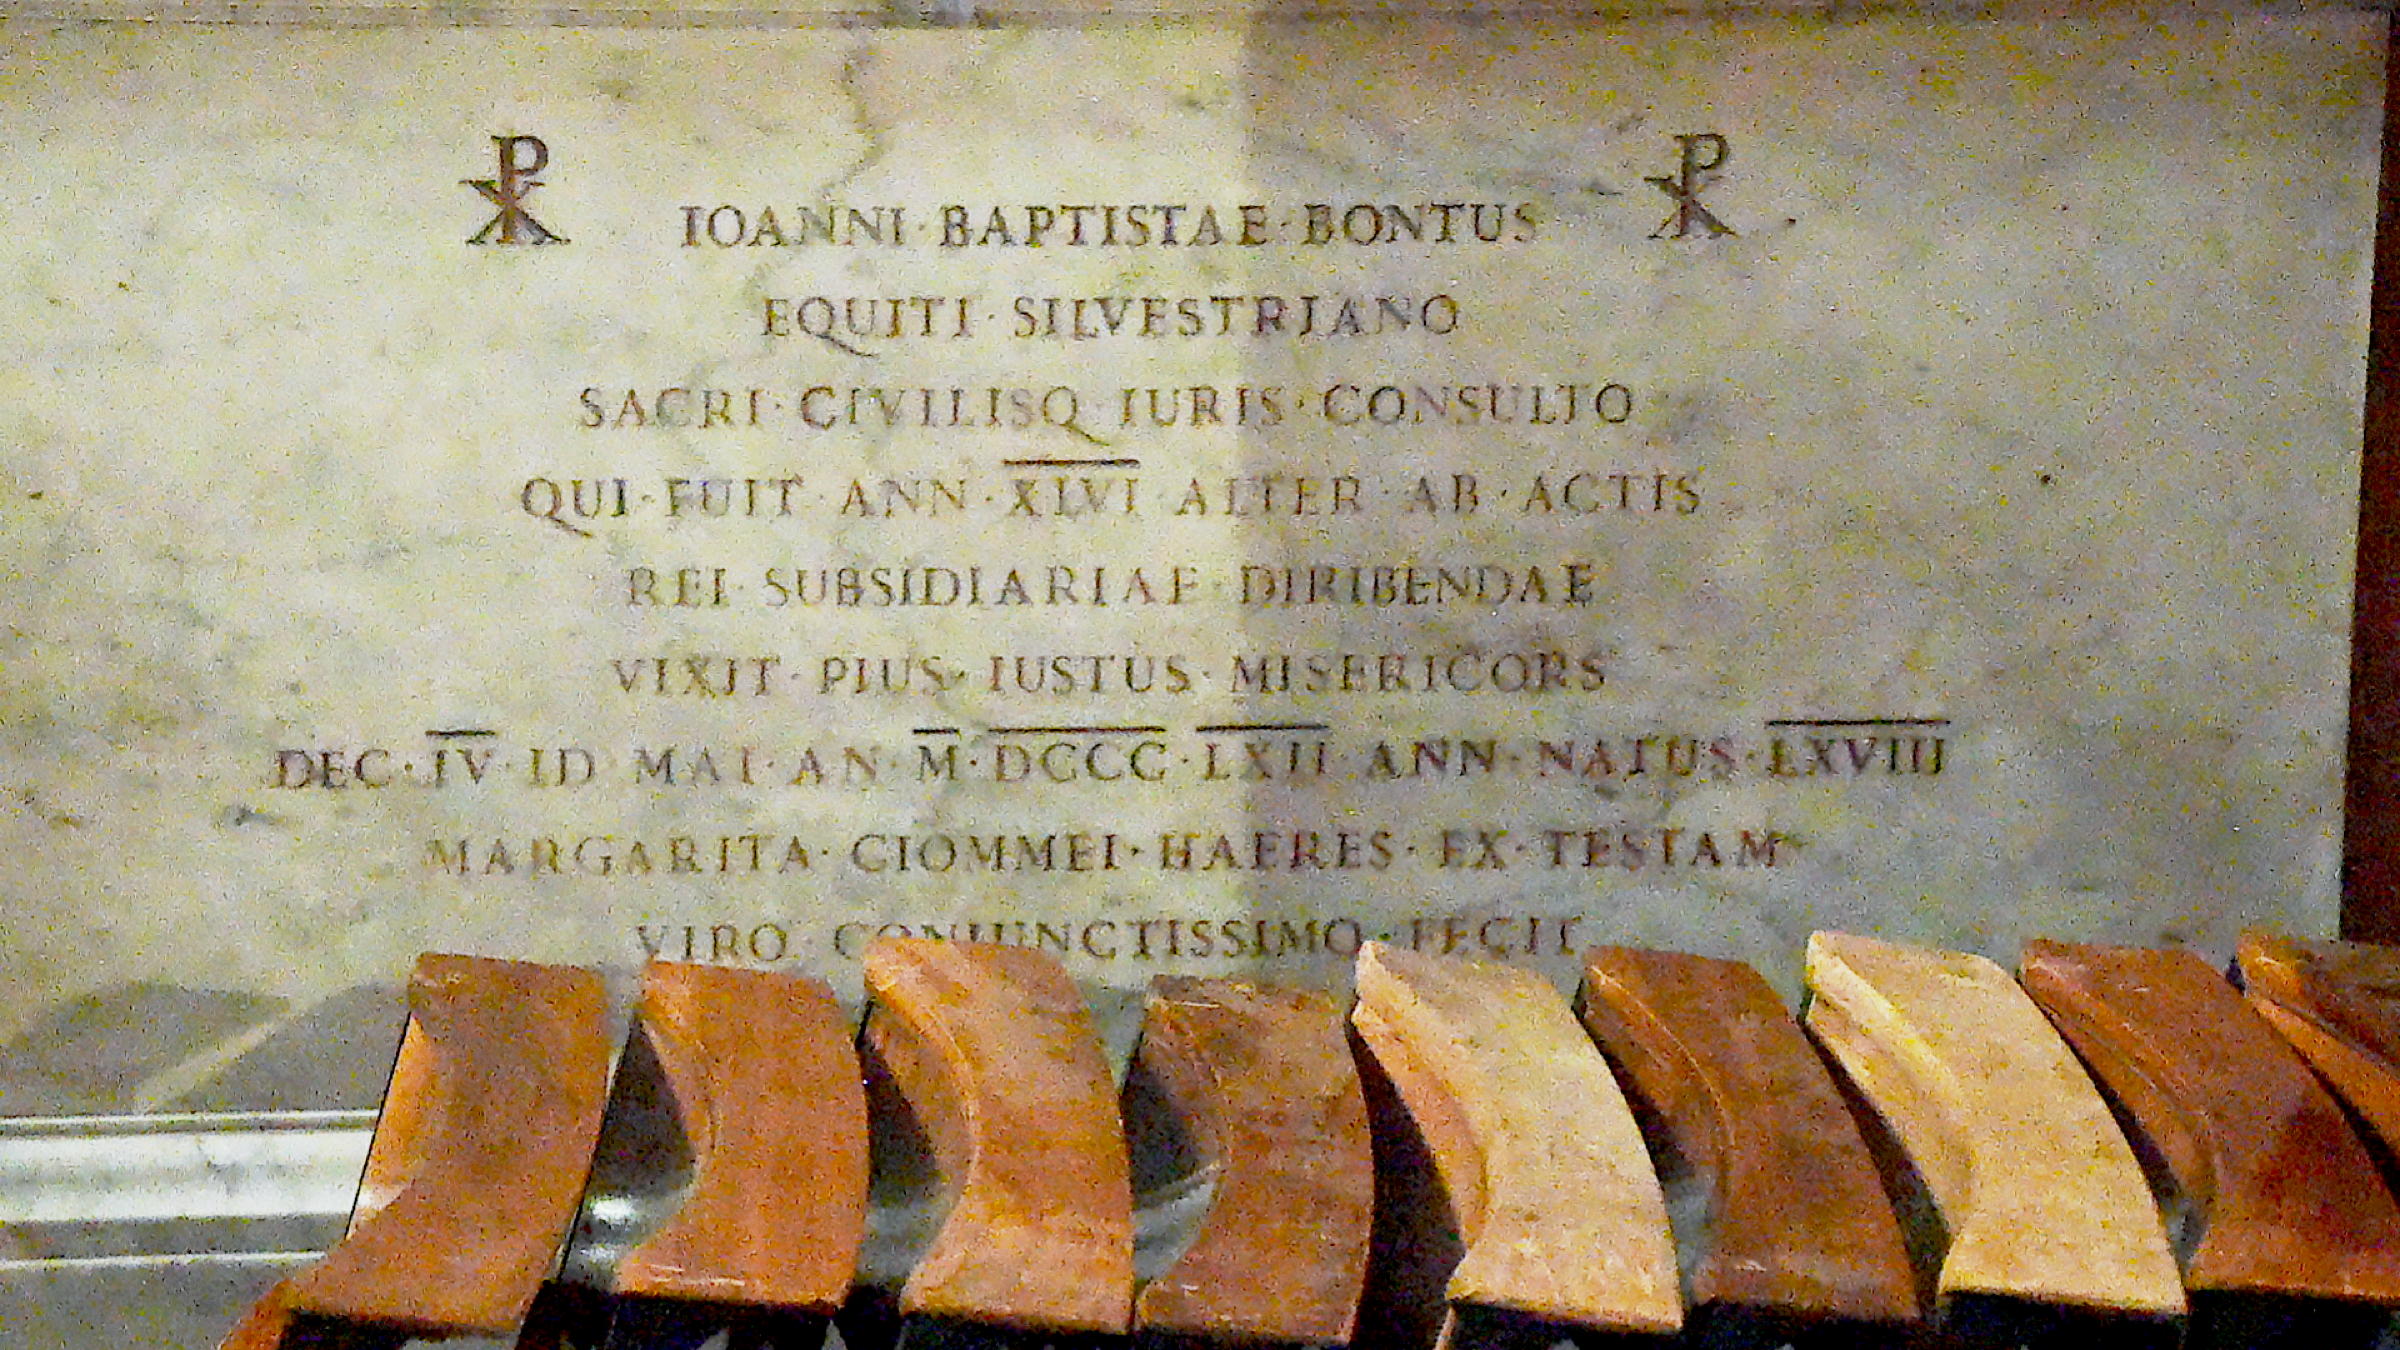 ☧ IOANNI · BAPTISTAE · BONTUS ☧
EQUITI · SILVESTRIANO
SACRI · CIVILISQ · IURIS · CONSULTO
QUI · FUIT · ANN · XLVI · ALTER · AB · ACTIS
REI · SUBSIDIARIAE · DIRIBENDAE
VIXIT · PIUS · IUSTUS · MISERICORS
DEC · IV · ID · MAI · AN · M · DCCC · LXII · ANN · NATUS · LXVIII
MARGARITA · CIOMMEI · HAERES · EX · TESTAM
VIRO · CONIUNCTISSIMO · FECIT